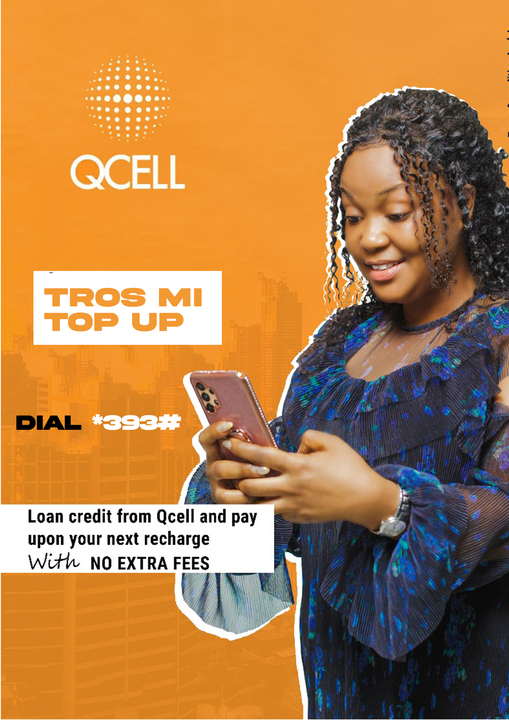 QCELL
TROS MI
TOP UP
DIAL *393#
Loan credit from Qcell and pay
upon your next recharge
With NO EXTRA FEES